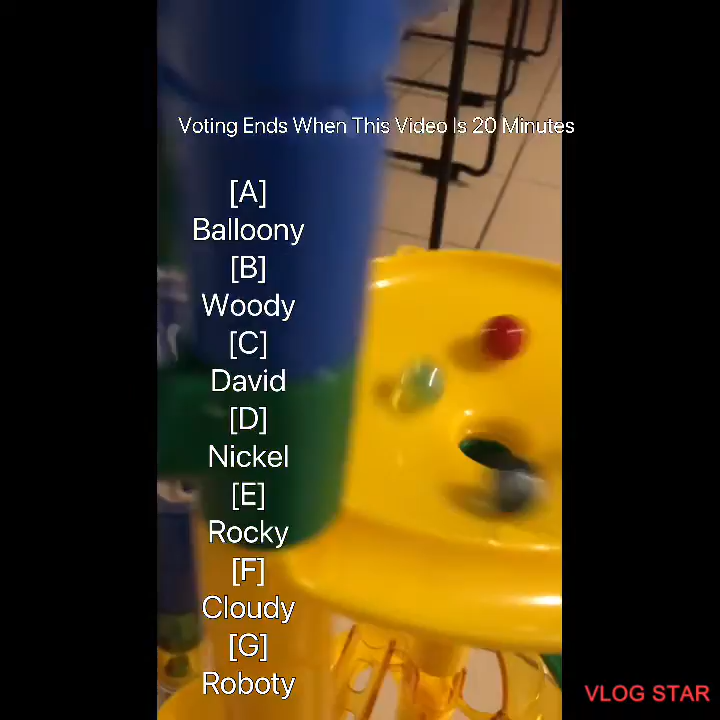 Voting Ends When This Video Is 20 Minutes
[A]
Balloony
[B]
Woody
[C]
David
[D]
Nickel
[E]
Rocky
[F]
Cloudy
[G]
Roboty
VLOG STAR